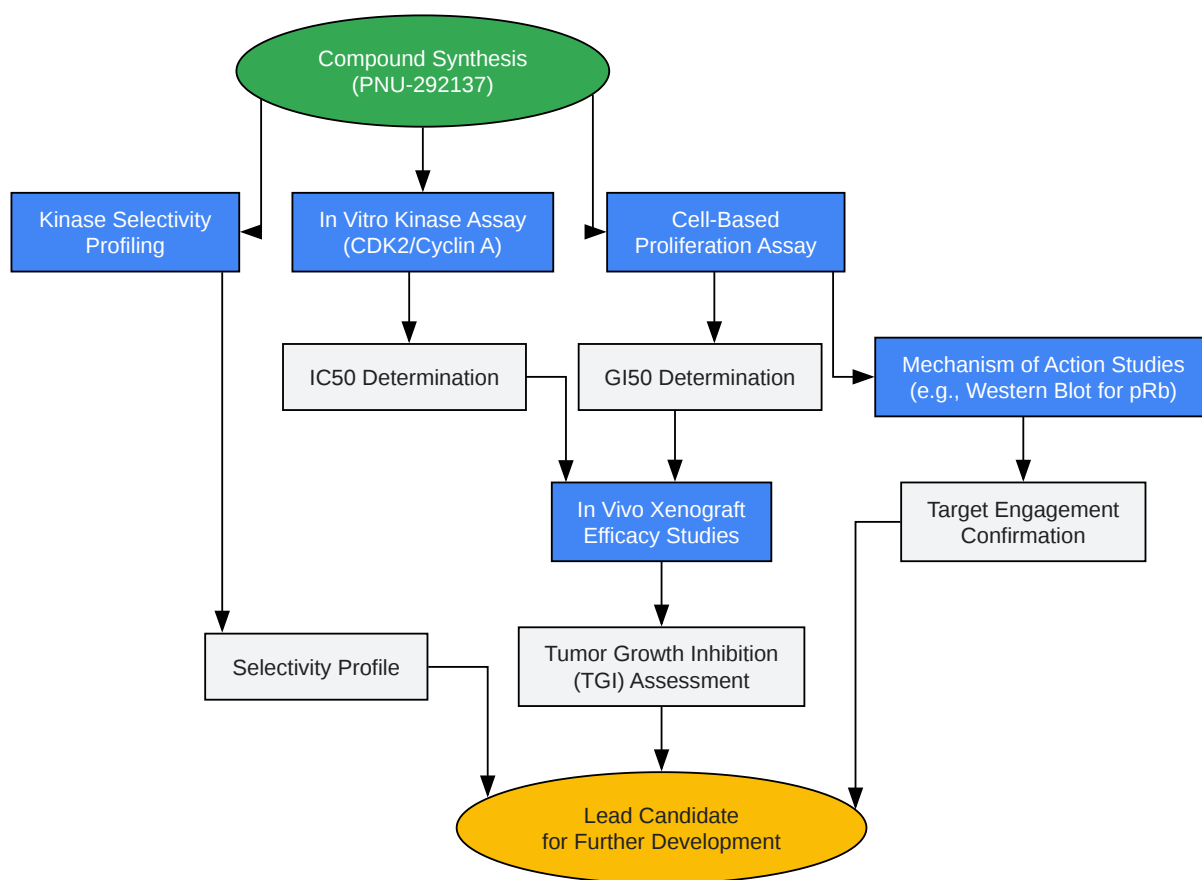 Compound Synthesis
(PNU-292137)
Kinase Selectivity
Profiling
In Vitro Kinase Assay
(CDK2/Cyclin A)
Cell-Based
Proliferation Assay
IC50 Determination
GI50 Determination
Mechanism of Action Studies
(e.g., Western Blot for pRb)
In Vivo Xenograft
Efficacy Studies
Target Engagement
Confirmation
Selectivity Profile
Tumor Growth Inhibition
(TGI) Assessment
Lead Candidate
for Further Development